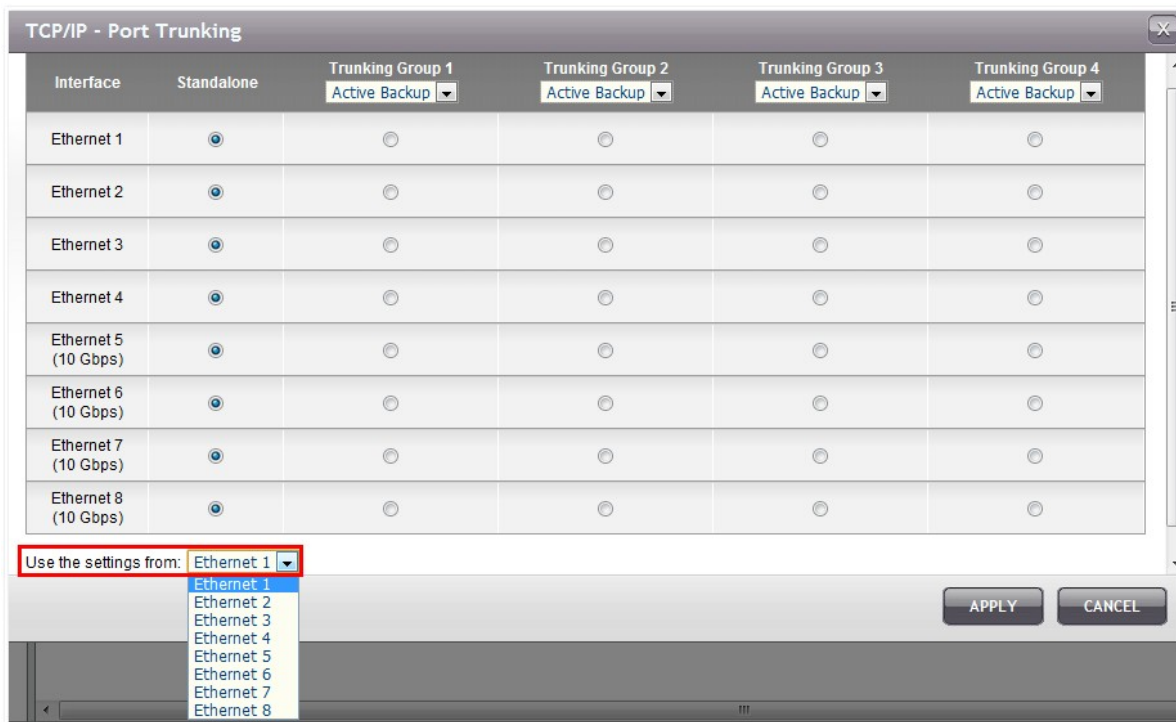 TCP/IP - Port Trunking
X
Interface Standalone Trunking Group 1 Trunking Group 2 Trunking Group 3 Trunking Group 4
Active Backup Active Backup Active Backup Active Backup
Ethernet 1
Ethernet 2
Ethernet 3
Ethernet 4
Ethernet 5
(10 Gbps)
Ethernet 6
(10 Gbps)
Ethernet 7
(10 Gbps)
Ethernet 8
(10 Gbps)
Use the settings from: Ethernet 1
Ethernet 1
Ethernet 2
Ethernet 3
Ethernet 4
Ethernet 5
Ethernet 6
Ethernet 7
Ethernet 8
APPLY CANCEL